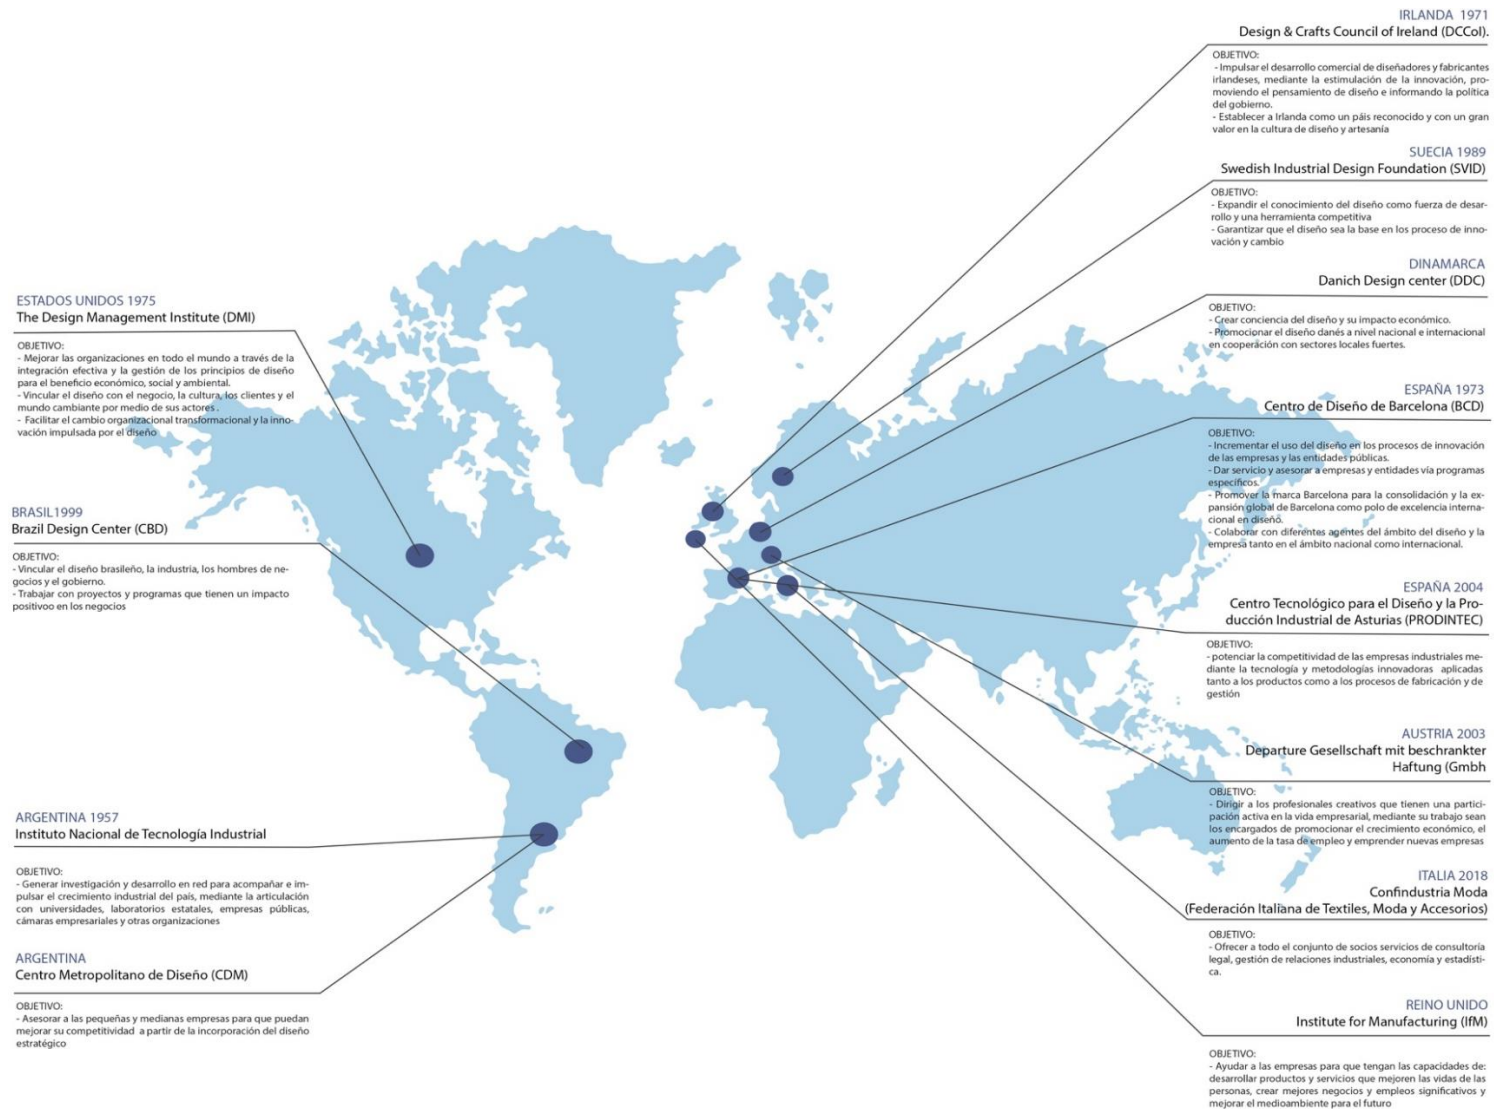 ESTADOS UNIDOS 1975
The Design Management Institute (DMI)
OBJETIVO:
- Mejorar las organizaciones en todo el mundo a través de la
integración efectiva y la gestión de los principios de diseño
para el beneficio económico, social y ambiental.
- Vincular el diseño con el negocio, la cultura, los clientes y el
mundo cambiante por medio de sus actores .
- Facilitar el cambio organizacional transformacional y la inno-
vación impulsada por el diseño
BRASIL1999
Brazil Design Center (CBD)
OBJETIVO:
- Vincular el diseño brasileño, la industria, los hombres de ne-
gocios y el gobierno.
- Trabajar con proyectos y programas que tienen un impacto
positivoo en los negocios
ARGENTINA 1957
Instituto Nacional de Tecnología Industrial
OBJETIVO:
- Generar investigación y desarrollo en red para acompañar e im-
pulsar el crecimiento industrial del país, mediante la articulación
con universidades, laboratorios estatales, empresas públicas,
cámaras empresariales y otras organizaciones
ARGENTINA
Centro Metropolitano de Diseño (CDM)
OBJETIVO:
- Asesorar a las pequeñas y medianas empresas para que puedan
mejorar su competitividad a partir de la incorporación del diseño
estratégico
IRLANDA 1971
Design & Crafts Council of Ireland (DCCoI).
OBJETIVO:
- Impulsar el desarrollo comercial de diseñadores y fabricantes
irlandeses, mediante la estimulación de la innovación, pro-
moviendo el pensamiento de diseño e informando la política
del gobierno.
- Establecer a Irlanda como un páis reconocido y con un gran
valor en la cultura de diseño y artesanía
SUECIA 1989
Swedish Industrial Design Foundation (SVID)
OBJETIVO:
- Expandir el conocimiento del diseño como fuerza de desar-
rollo y una herramienta competitiva
- Garantizar que el diseño sea la base en los proceso de inno-
vación y cambio
DINAMARCA
Danich Design center (DDC)
OBJETIVO:
- Crear conciencia del diseño y su impacto económico.
- Promocionar el diseño danés a nivel nacional e internacional
en cooperación con sectores locales fuertes.
ESPAÑA 1973
Centro de Diseño de Barcelona (BCD)
OBJETIVO:
- Incrementar el uso del diseño en los procesos de innovación
de las empresas y las entidades públicas.
- Dar servicio y asesorar a empresas y entidades vía programas
específicos.
- Promover la marca Barcelona para la consolidación y la ex-
pansión global de Barcelona como polo de excelencia interna-
cional en diseño.
- Colaborar con diferentes agentes del ámbito del diseño y la
empresa tanto en el ámbito nacional como internacional.
ESPAÑA 2004
Centro Tecnológico para el Diseño y la Pro-
ducción Industrial de Asturias (PRODINTEC)
OBJETIVO:
- potenciar la competitividad de las empresas industriales me-
diante la tecnología y metodologías innovadoras aplicadas
tanto a los productos como a los procesos de fabricación y de
gestión
AUSTRIA 2003
Departure Gesellschaft mit beschrankter
Haftung (Gmbh
OBJETIVO:
- Dirigir a los profesionales creativos que tienen una partici-
pación activa en la vida empresarial, mediante su trabajo sean
los encargados de promocionar el crecimiento económico, el
aumento de la tasa de empleo y emprender nuevas empresas
ITALIA 2018
Confindustria Moda
(Federación Italiana de Textiles, Moda y Accesorios)
OBJETIVO:
- Ofrecer a todo el conjunto de socios servicios de consultoría
legal, gestión de relaciones industriales, economía y estadísti-
ca.
REINO UNIDO
Institute for Manufacturing (IfM)
OBJETIVO:
- Ayudar a las empresas para que tengan las capacidades de:
desarrollar productos y servicios que mejoren las vidas de las
personas, crear mejores negocios y empleos significativos y
mejorar el medioambiente para el futuro